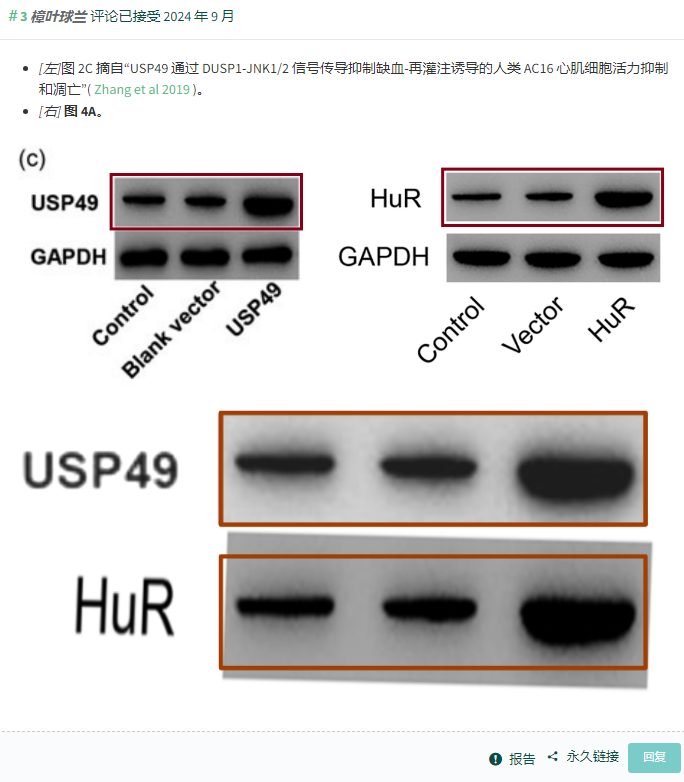 #3 樟叶球兰 评论已接受 2024 年 9 月
[左]图 2C 摘自“USP49 通过 DUSP1-JNK1/2 信号传导抑制缺血-再灌注诱导的人类 AC16 心肌细胞活力抑制
和凋亡”( Zhang et al 2019 )。
[右] 图 4A。
(c)
USP49
GAPDH
Control
Blank vector
USP49
HuR
GAPDH
Control
Vector
HuR
USP49
HuR
报告
永久链接
回复